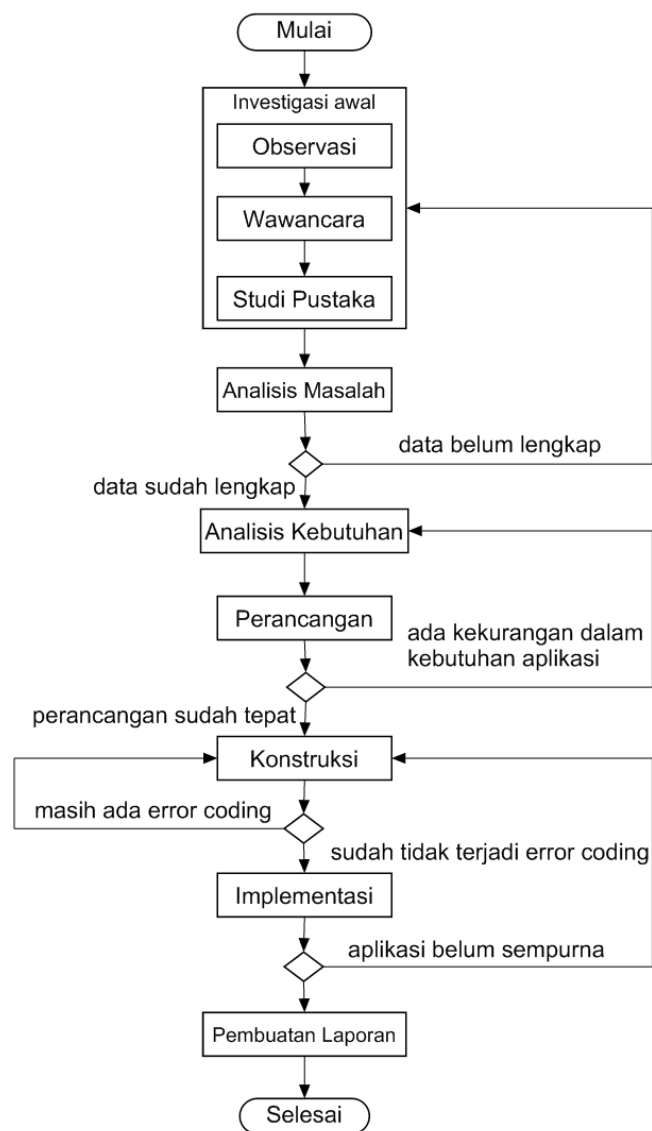 Mulai
Investigasi awal
Observasi
Wawancara
Studi Pustaka
Analisis Masalah
data belum lengkap
data sudah lengkap
Analisis Kebutuhan
Perancangan
ada kekurangan dalam
kebutuhan aplikasi
perancangan sudah tepat
Konstruksi
masih ada error coding
sudah tidak terjadi error coding
Implementasi
aplikasi belum sempurna
Pembuatan Laporan
Selesai